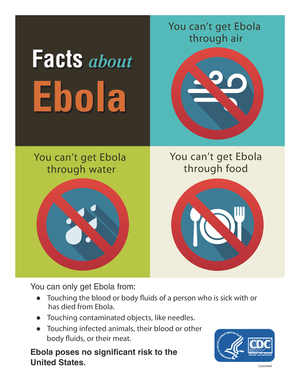 Facts about
Ebola
You can't get Ebola
through air
You can't get Ebola
through water
You can't get Ebola
through food
You can only get Ebola from:
● Touching the blood or body fluids of a person who is sick with or
has died from Ebola.
● Touching contaminated objects, like needles.
● Touching infected animals, their blood or other
body fluids, or their meat.
Ebola poses no significant risk to the
United States.
CDC